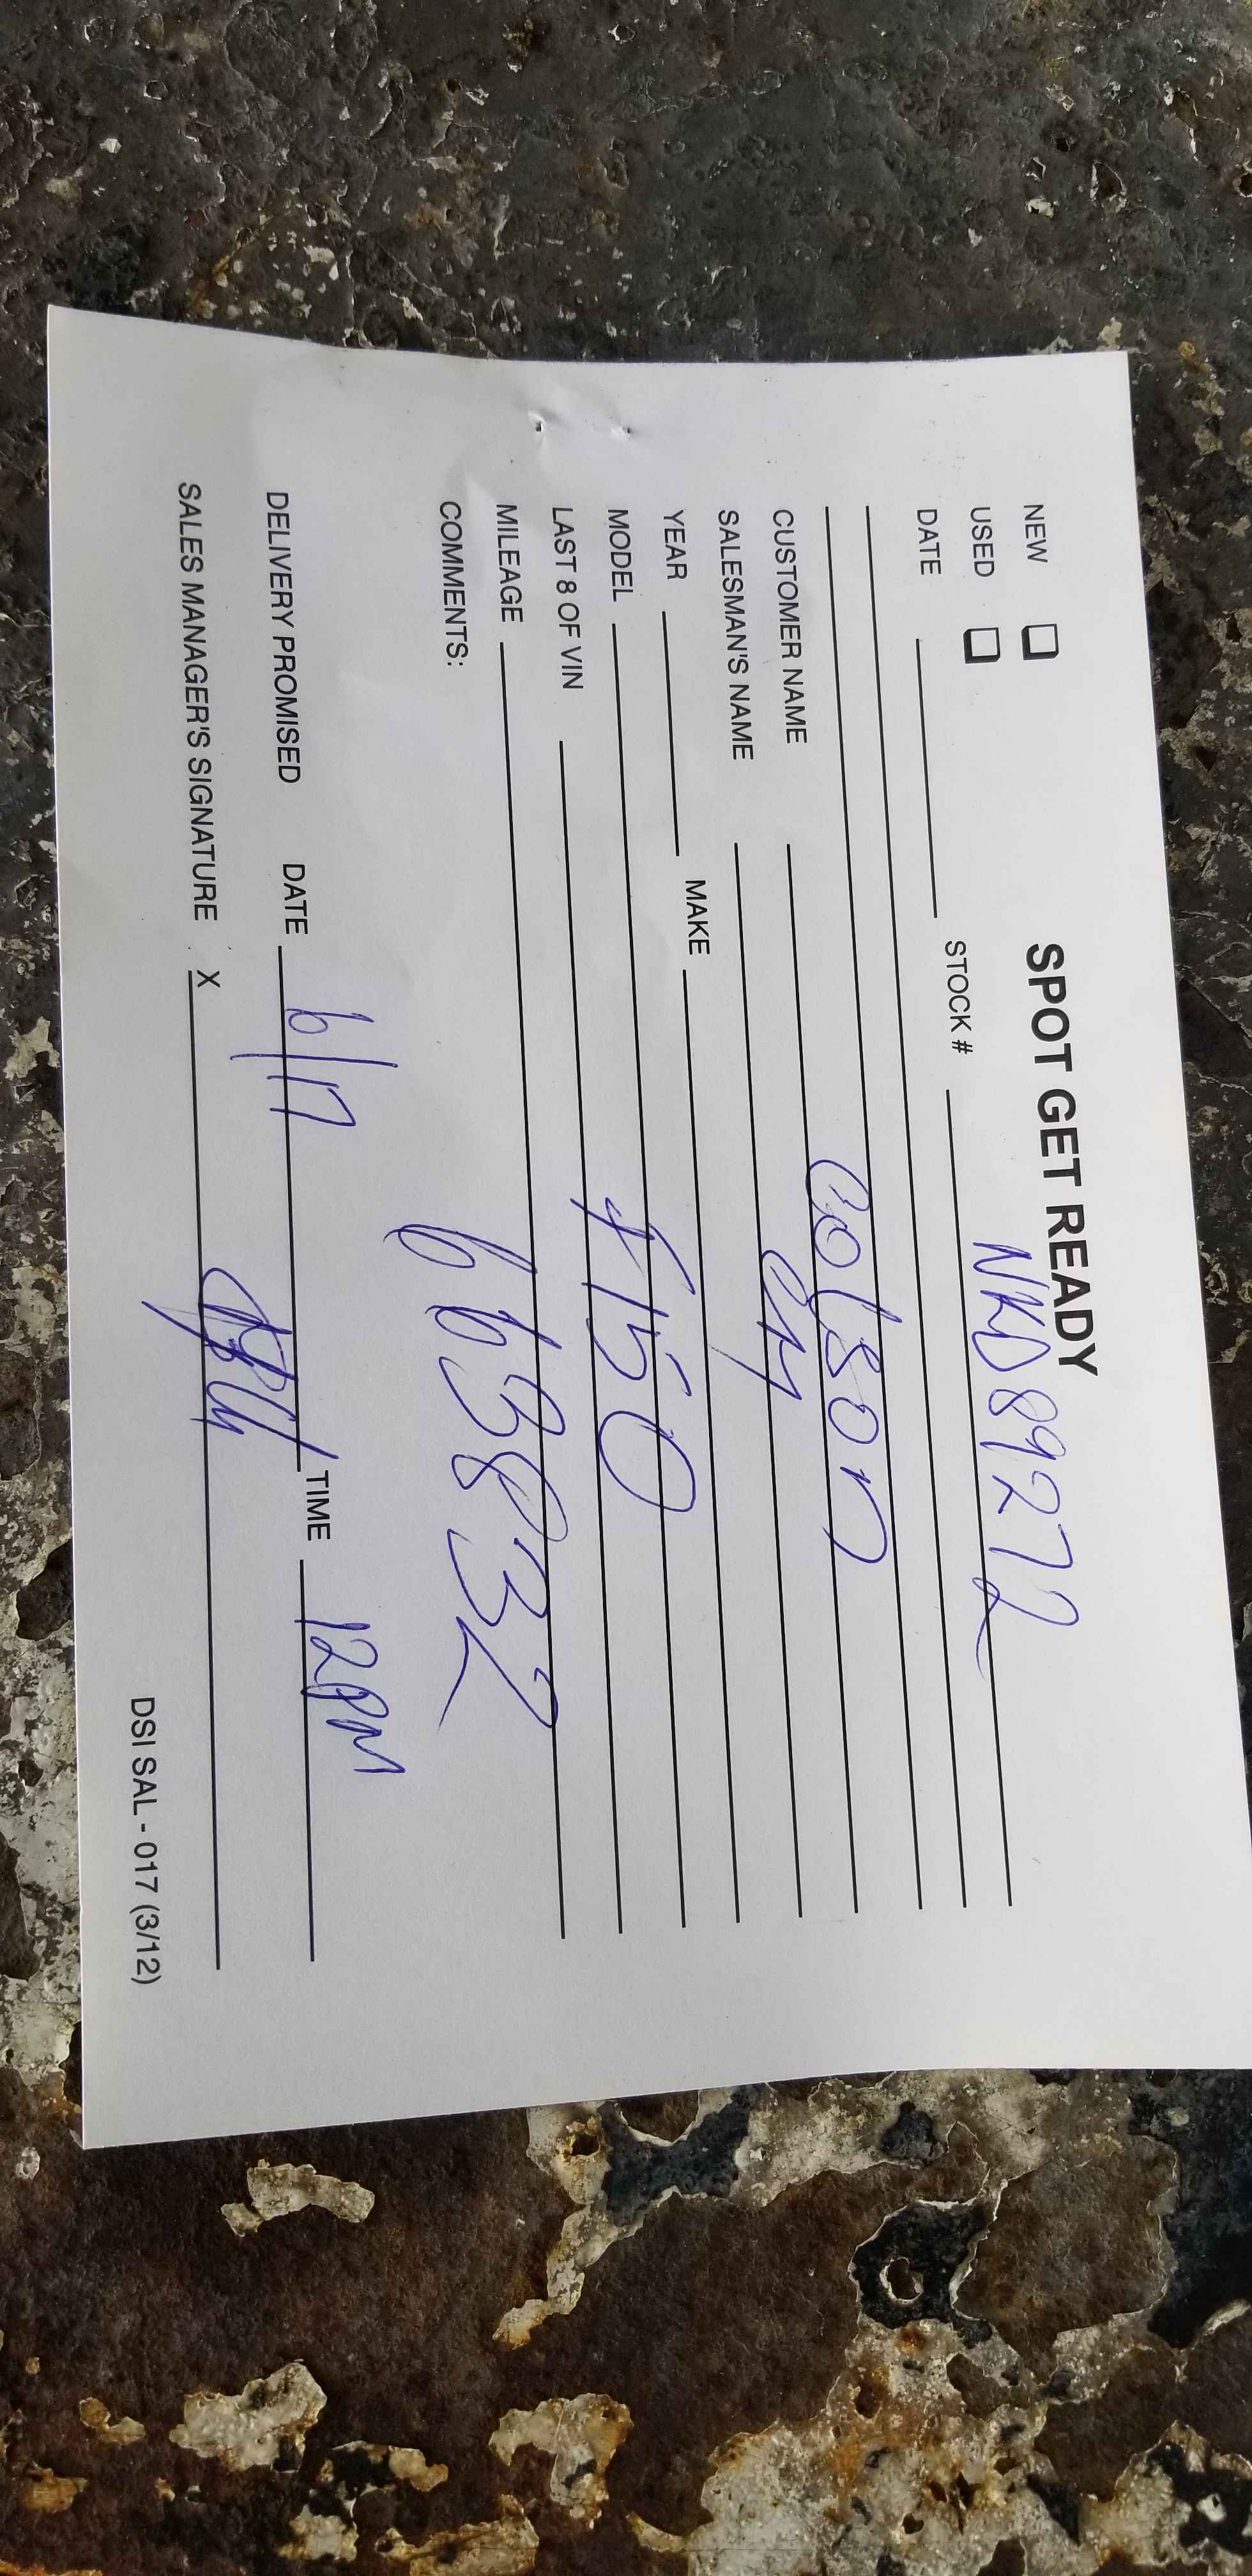 SPOT GET READY
NEW
USED
DATE STOCK # NKD89272
CUSTOMER NAME Colson
SALESMAN'S NAME
YEAR MAKE
MODEL F150
LAST 8 OF VIN
MILEAGE 663832
COMMENTS:
DELIVERY PROMISED DATE 6/17 TIME 12PM
SALES MANAGER'S SIGNATURE X
DSI SAL - 017 (3/12)